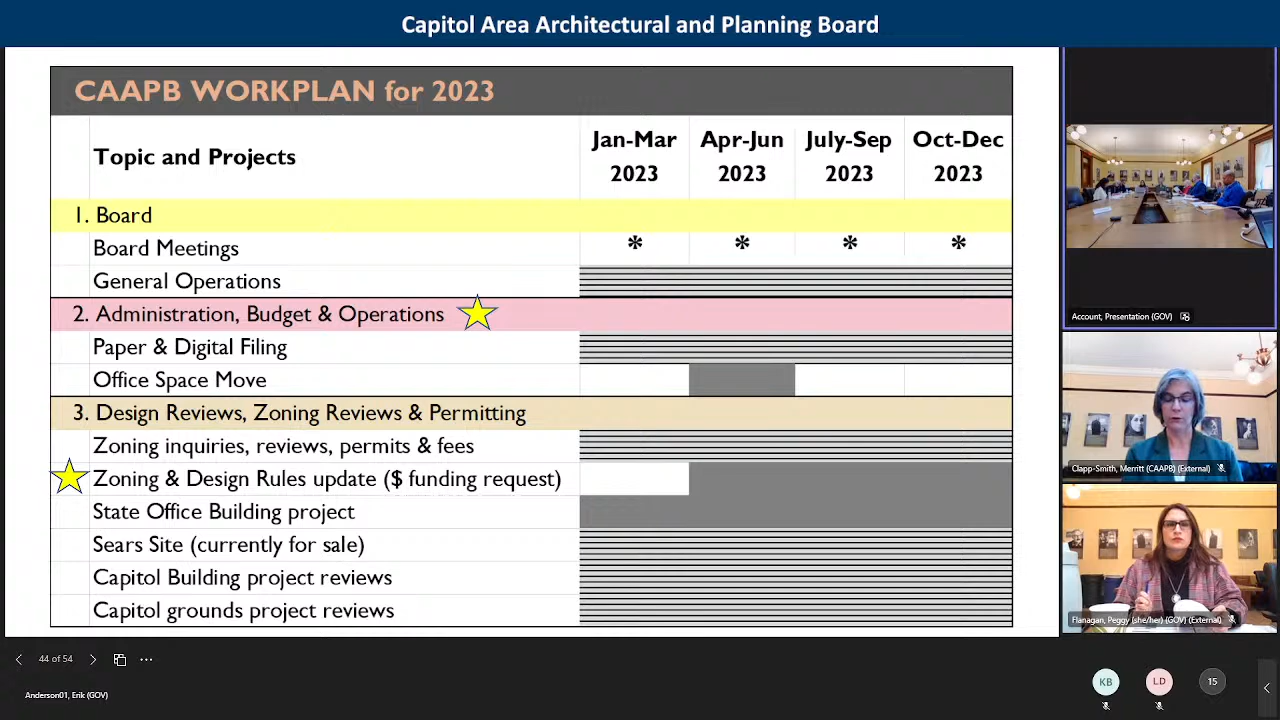 Capitol Area Architectural and Planning Board
CAAPB WORKPLAN for 2023
Topic and Projects
Jan-Mar 2023
Apr-Jun 2023
July-Sep 2023
Oct-Dec 2023
1. Board
Board Meetings * * * *
General Operations
2. Administration, Budget & Operations
Paper & Digital Filing
Office Space Move
3. Design Reviews, Zoning Reviews & Permitting
Zoning inquiries, reviews, permits & fees
Zoning & Design Rules update ($ funding request)
State Office Building project
Sears Site (currently for sale)
Capitol Building project reviews
Capitol grounds project reviews
Account, Presentation (GOV)
Clapp-Smith, Merritt (CAAPB) (External)
Flanagan, Peggy (she/her) (GOV) (External)
44 of 54
Anderson01, Erik (GOV)
KB
LD
15